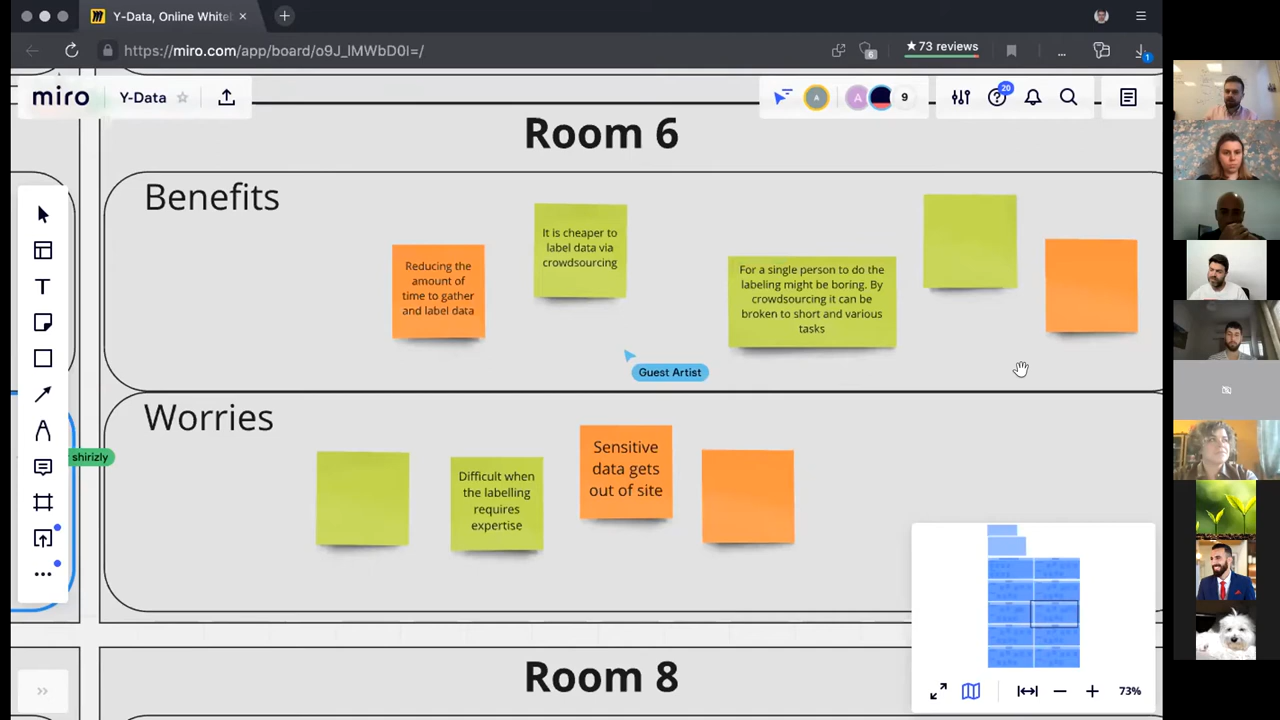 Y-Data, Online White
https://miro.com/app/board/o9J_lMWbD0I=/
6
★ 73 reviews
...
1
miro
Y-Data
A
A
9
20
Room 6
Benefits
Reducing the
amount of
time to gather
and label data
It is cheaper to
label data via
crowdsourcing
For a single person to do the
labeling might be boring. By
crowdsourcing it can be
broken to short and various
tasks
Guest Artist
Worries
shirizly
Difficult when
the labelling
requires
expertise
Sensitive
data gets
out of site
Room 8
73%